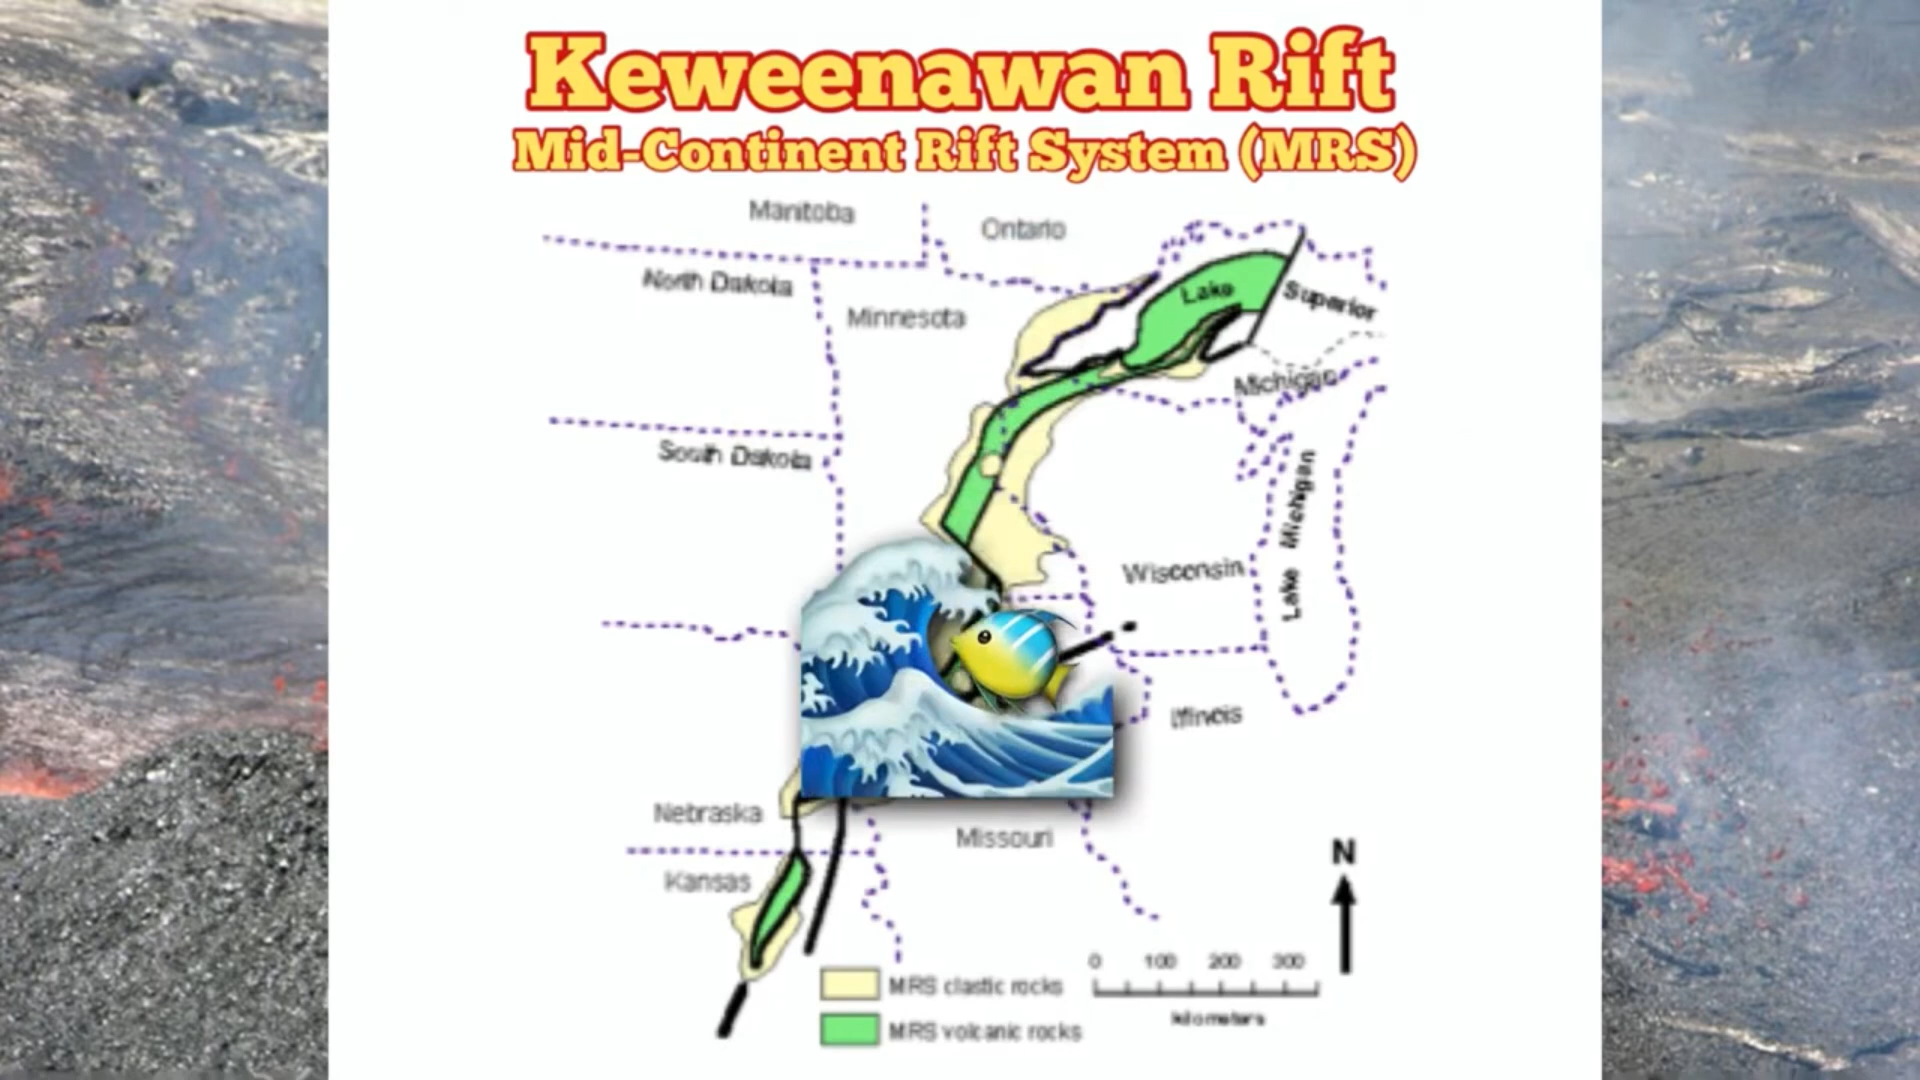 Keweenawan Rift
Mid-Continent Rift System (MRS)
Manitoba
Ontario
North Dakota
Minnesota
Lake Superior
Michigan
South Dakota
Lake Michigan
Wisconsin
Illinois
Nebraska
Missouri
Kansas
N
0 100 200 300
kilometers
MRS clastic rocks
MRS volcanic rocks